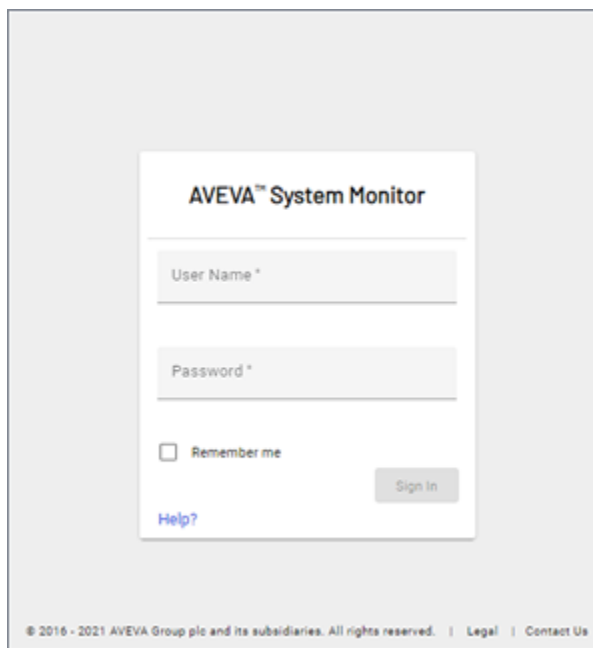 AVEVA™ System Monitor
User Name *
Password *
Remember me
Sign In
Help?
© 2016 - 2021 AVEVA Group plc and its subsidiaries. All rights reserved. | Legal | Contact Us